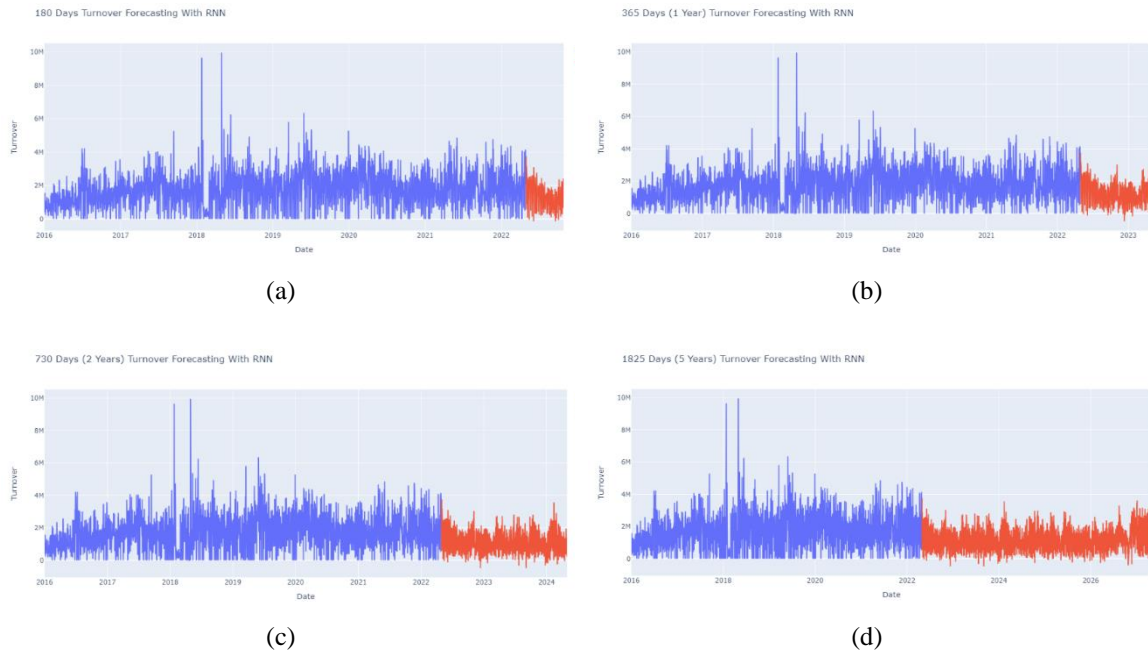 180 Days Turnover Forecasting With RNN
10M
8M
6M
4M
2M
0
Turnover
2016 2017 2018 2019 2020 2021 2022
Date
(a)
365 Days (1 Year) Turnover Forecasting With RNN
10M
8M
6M
4M
2M
0
Turnover
2016 2017 2018 2019 2020 2021 2022 2023
Date
(b)
730 Days (2 Years) Turnover Forecasting With RNN
10M
8M
6M
4M
2M
0
Turnover
2016 2017 2018 2019 2020 2021 2022 2023 2024
Date
(c)
1825 Days (5 Years) Turnover Forecasting With RNN
10M
8M
6M
4M
2M
0
Turnover
2016 2018 2020 2022 2024 2026
Date
(d)